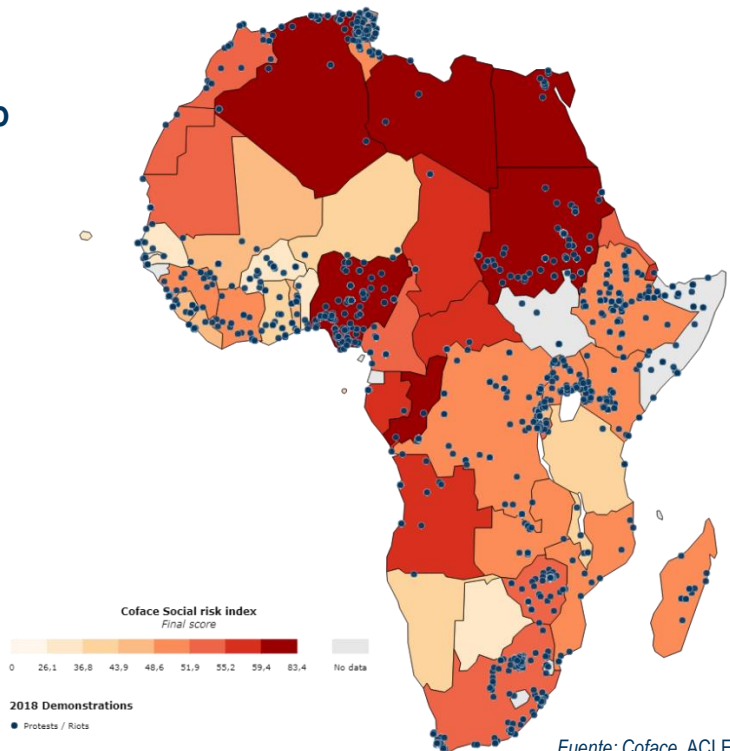 Coface Social risk index
Final score
0 26,1 36,8 43,9 48,6 51,9 55,2 59,4 83,4 No data
2018 Demonstrations
Protests / Riots
Fuente: Coface, ACLE